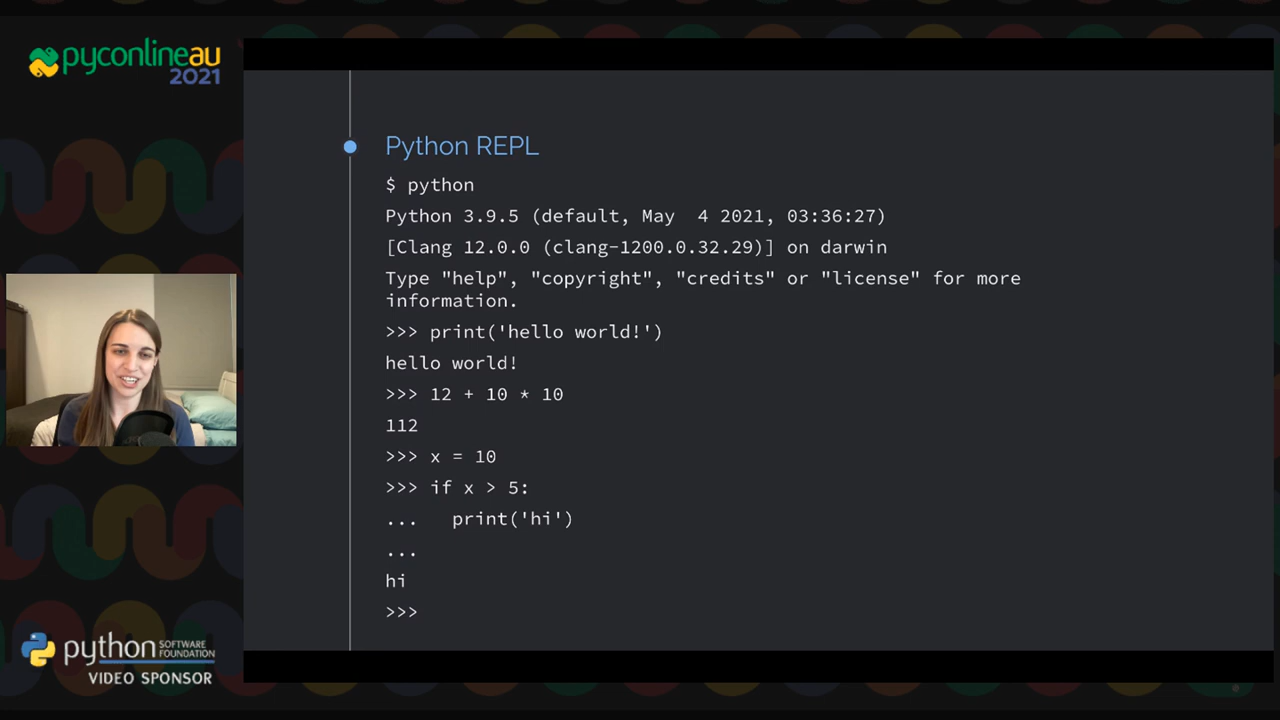 pyconlineau
2021
Python REPL
$ python
Python 3.9.5 (default, May  4 2021, 03:36:27)
[Clang 12.0.0 (clang-1200.0.32.29)] on darwin
Type "help", "copyright", "credits" or "license" for more
information.
>>> print('hello world!')
hello world!
>>> 12 + 10 * 10
112
>>> x = 10
>>> if x > 5:
...   print('hi')
...
hi
>>>
python SOFTWARE
FOUNDATION
VIDEO SPONSOR